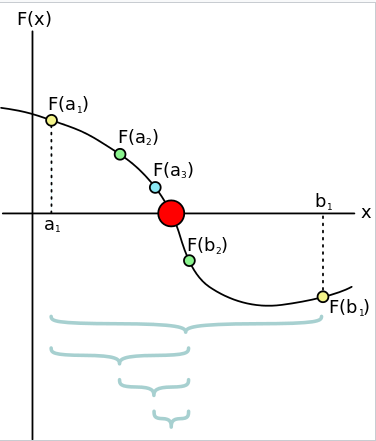 F(x)
F(a₁)
F(a₂)
F(a₃)
b₁
x
a₁
F(b₂)
F(b₁)